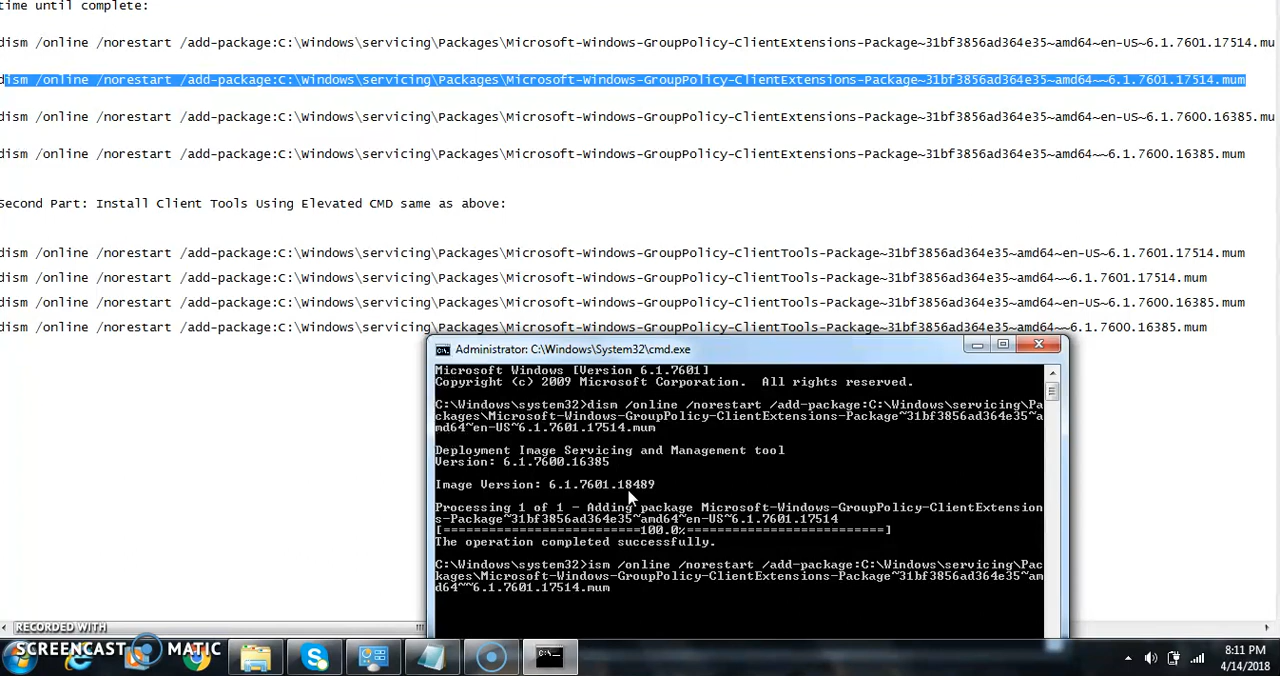 time until complete:
dism /online /norestart /add-package:C:\Windows\servicing\Packages\Microsoft-Windows-GroupPolicy-ClientExtensions-Package~31bf3856ad364e35~amd64~en-US~6.1.7601.17514.mu
dism /online /norestart /add-package:C:\Windows\servicing\Packages\Microsoft-Windows-GroupPolicy-ClientExtensions-Package~31bf3856ad364e35~amd64~~6.1.7601.17514.mum
dism /online /norestart /add-package:C:\Windows\servicing\Packages\Microsoft-Windows-GroupPolicy-ClientExtensions-Package~31bf3856ad364e35~amd64~en-US~6.1.7600.16385.mu
dism /online /norestart /add-package:C:\Windows\servicing\Packages\Microsoft-Windows-GroupPolicy-ClientExtensions-Package~31bf3856ad364e35~amd64~~6.1.7600.16385.mum
Second Part: Install Client Tools Using Elevated CMD same as above:
dism /online /norestart /add-package:C:\Windows\servicing\Packages\Microsoft-Windows-GroupPolicy-ClientTools-Package~31bf3856ad364e35~amd64~en-US~6.1.7601.17514.mum
dism /online /norestart /add-package:C:\Windows\servicing\Packages\Microsoft-Windows-GroupPolicy-ClientTools-Package~31bf3856ad364e35~amd64~~6.1.7601.17514.mum
dism /online /norestart /add-package:C:\Windows\servicing\Packages\Microsoft-Windows-GroupPolicy-ClientTools-Package~31bf3856ad364e35~amd64~en-US~6.1.7600.16385.mum
dism /online /norestart /add-package:C:\Windows\servicing\Packages\Microsoft-Windows-GroupPolicy-ClientTools-Package~31bf3856ad364e35~amd64~~6.1.7600.16385.mum
Administrator: C:\Windows\System32\cmd.exe
Microsoft Windows [Version 6.1.7601]
Copyright (c) 2009 Microsoft Corporation.  All rights reserved.
C:\Windows\system32>dism /online /norestart /add-package:C:\Windows\servicing\Pa
ckages\Microsoft-Windows-GroupPolicy-ClientExtensions-Package~31bf3856ad364e35~a
md64~en-US~6.1.7601.17514.mum
Deployment Image Servicing and Management tool
Version: 6.1.7600.16385
Image Version: 6.1.7601.18489
Processing 1 of 1 - Adding package Microsoft-Windows-GroupPolicy-ClientExtension
s-Package~31bf3856ad364e35~amd64~en-US~6.1.7601.17514
[==========================100.0%==========================]
The operation completed successfully.
C:\Windows\system32>ism /online /norestart /add-package:C:\Windows\servicing\Pac
kages\Microsoft-Windows-GroupPolicy-ClientExtensions-Package~31bf3856ad364e35~am
d64~~6.1.7601.17514.mum
RECORDED WITH
SCREENCAST MATIC
8:11 PM
4/14/2018